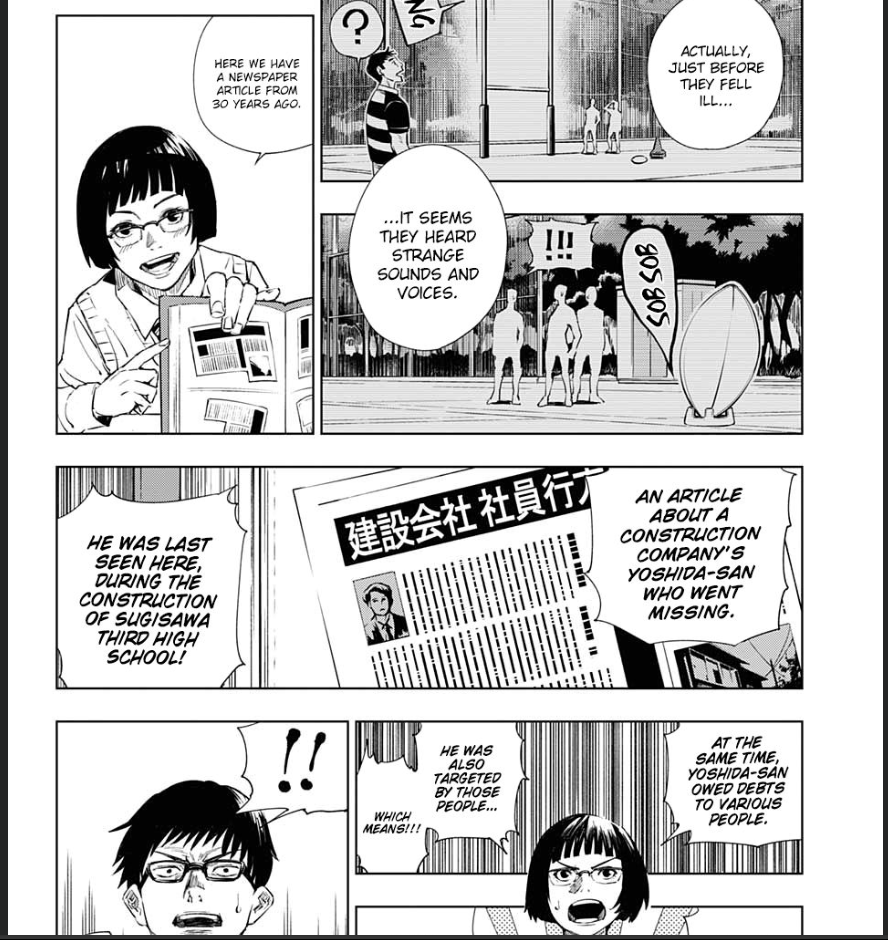 ?
NG
ACTUALLY,
JUST BEFORE
THEY FELL
ILL...
...IT SEEMS
THEY HEARD
STRANGE
SOUNDS AND
VOICES.
!!!
SOB SOB
HERE WE HAVE
A NEWSPAPER
ARTICLE FROM
30 YEARS AGO.
AN ARTICLE
ABOUT A
CONSTRUCTION
COMPANY'S
YOSHIDA-SAN
WHO WENT
MISSING.
建設会社 社員行方
HE WAS LAST
SEEN HERE,
DURING THE
CONSTRUCTION
OF SUGISAWA
THIRD HIGH
SCHOOL!
AT THE
SAME TIME,
YOSHIDA-SAN
OWED DEBTS
TO VARIOUS
PEOPLE.
HE WAS
ALSO
TARGETED
BY THOSE
PEOPLE...
WHICH
MEANS!!!
!!